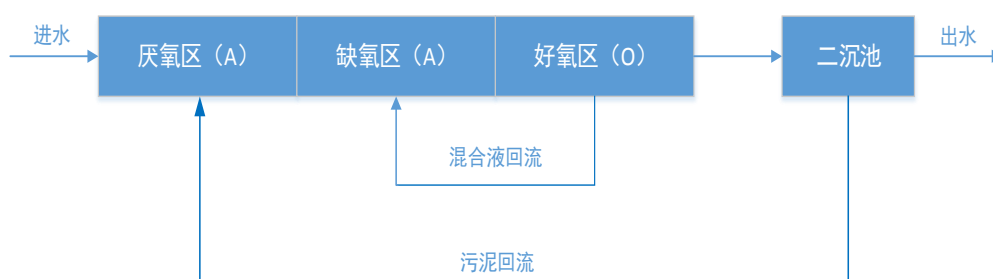 进水
厌氧区（A）
缺氧区（A）
好氧区（O）
二沉池
出水
混合液回流
污泥回流